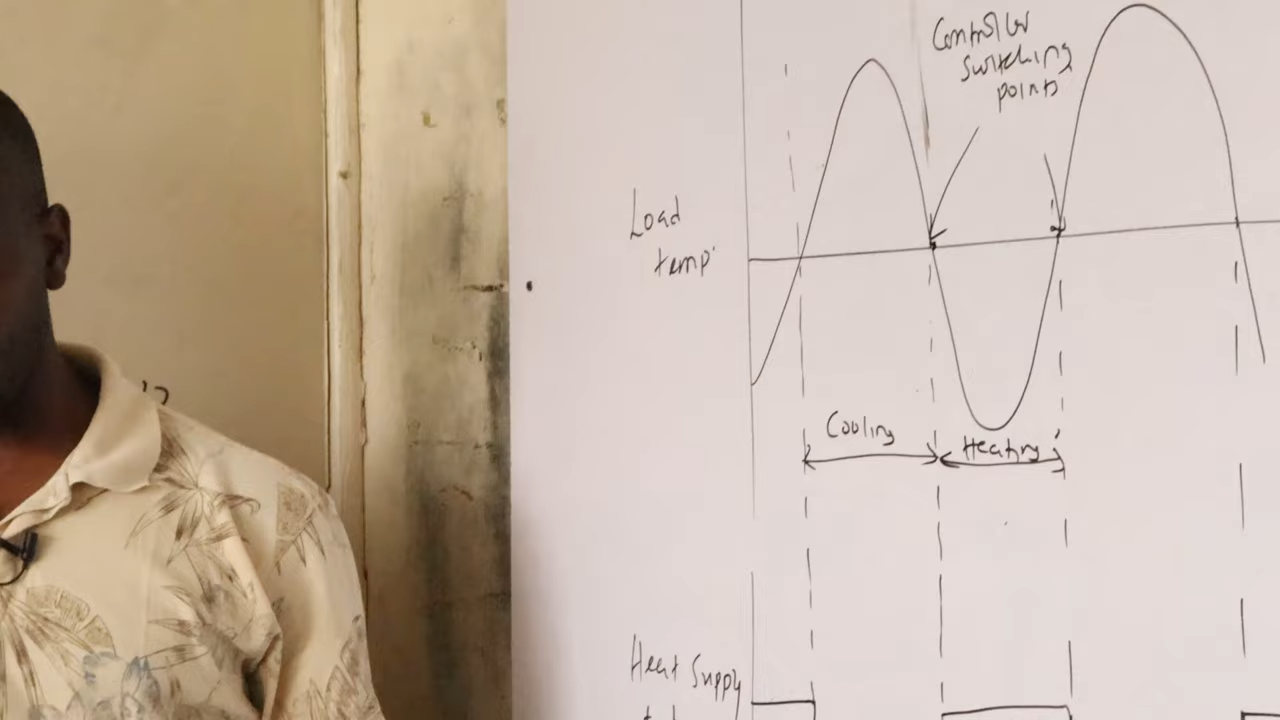 Controller
switching
points
Load
temp
Cooling
Heating
Heat Supply